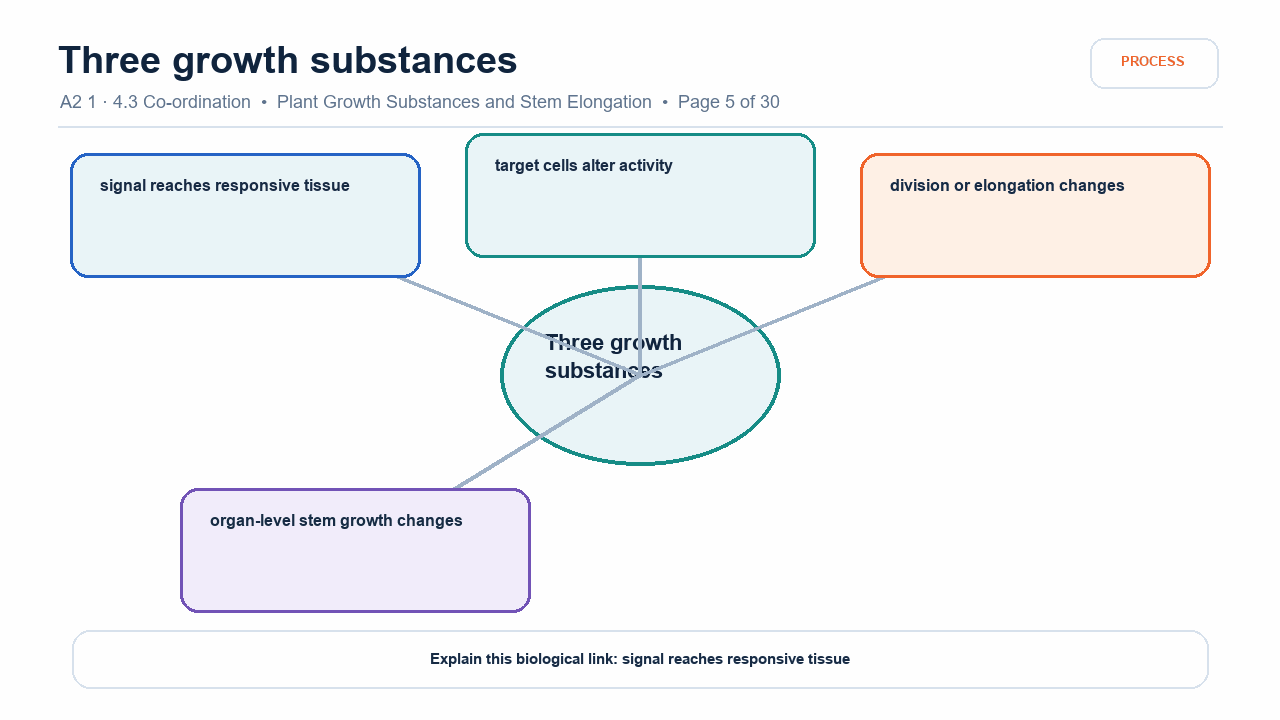 Three growth substances
PROCESS
A2 1 · 4.3 Co-ordination • Plant Growth Substances and Stem Elongation • Page 5 of 30
signal reaches responsive tissue
target cells alter activity
division or elongation changes
Three growth
substances
organ-level stem growth changes
Explain this biological link: signal reaches responsive tissue